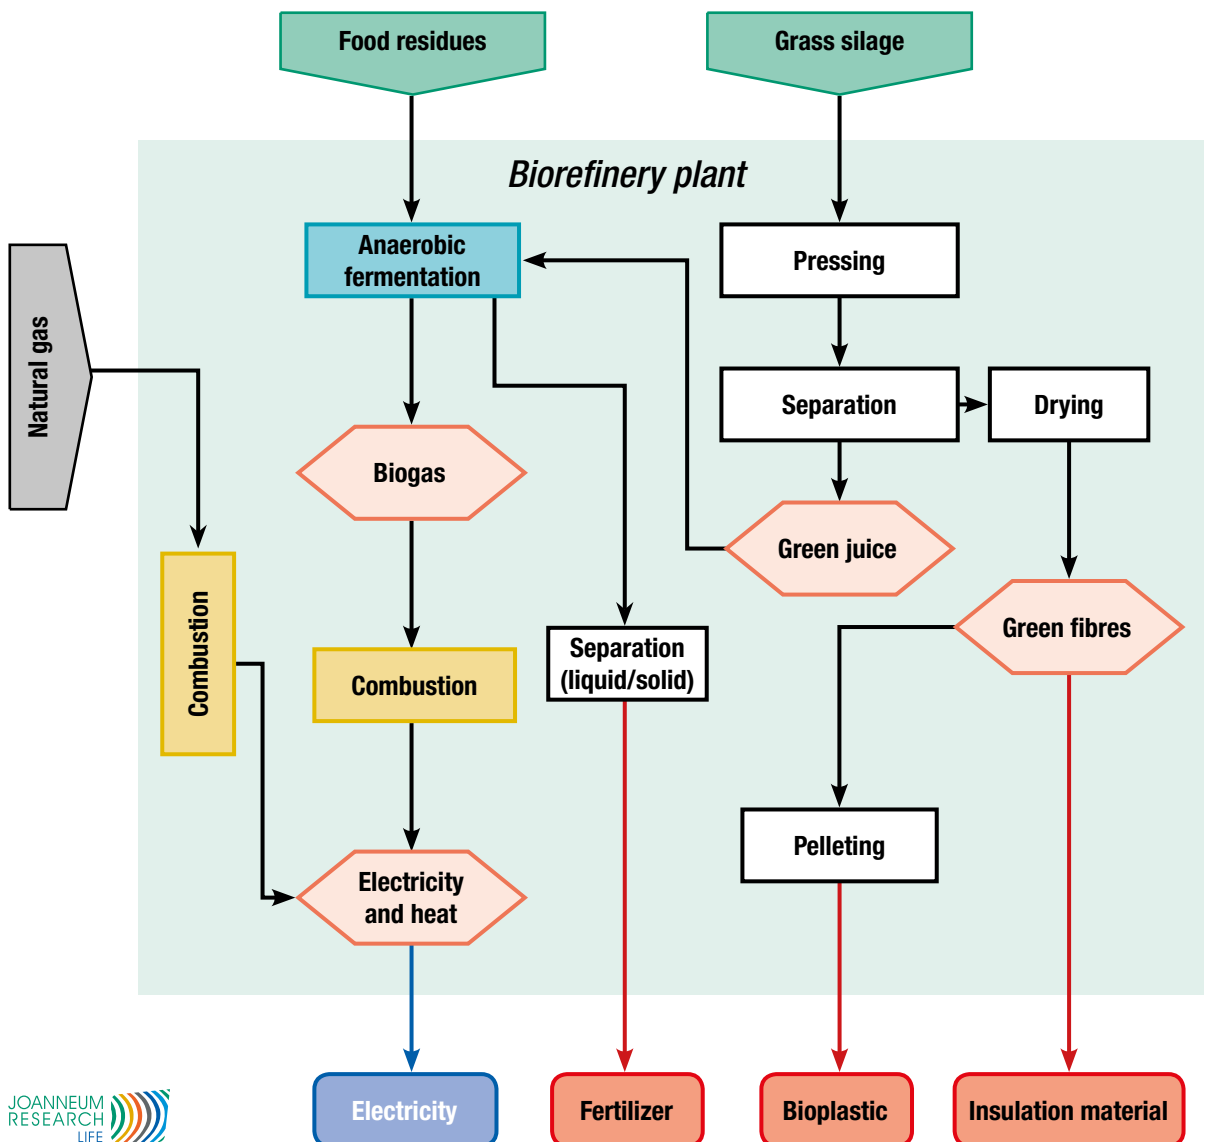 Food residues
Grass silage
Biorefinery plant
Anaerobic
fermentation
Pressing
Natural gas
Separation
Drying
Biogas
Green juice
Combustion
Green fibres
Separation
(liquid/solid)
Combustion
Pelleting
Electricity
and heat
Electricity
Fertilizer
Bioplastic
Insulation material
JOANNEUM
RESEARCH
LIFE